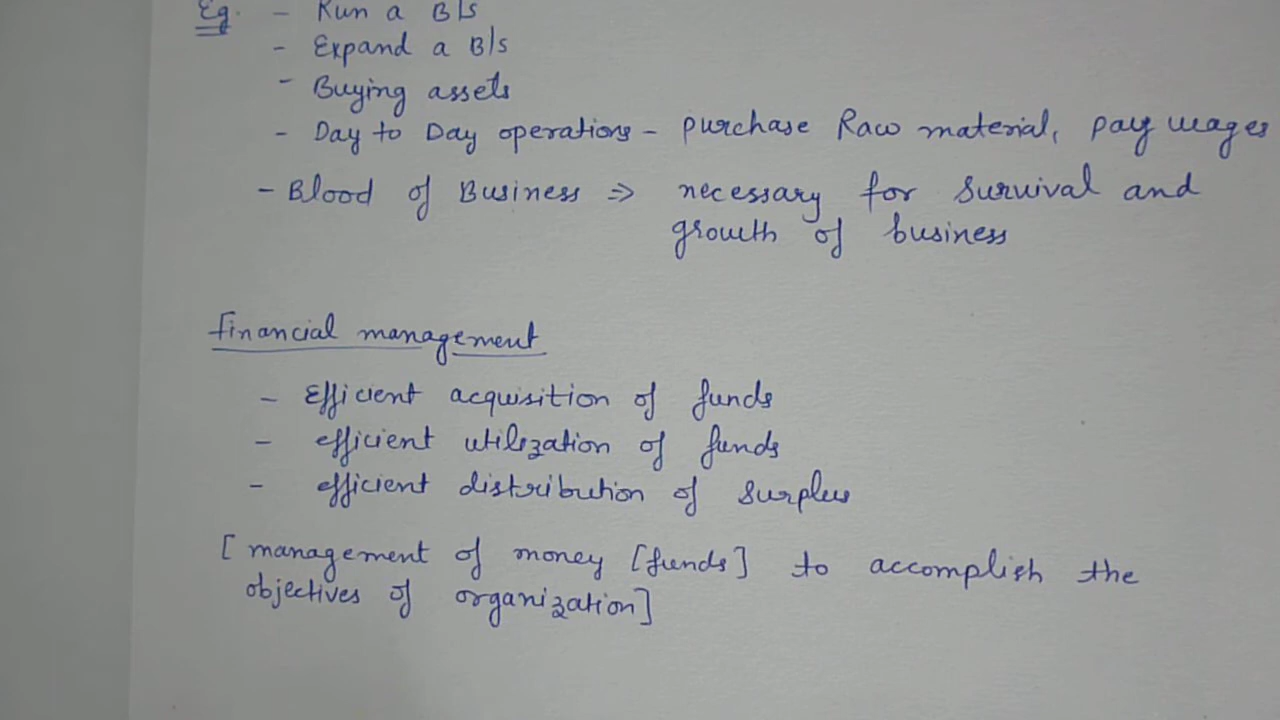 Eg. - Run a B/s
- Expand a B/s
- Buying assets
- Day to Day operations - purchase Raw material, pay wages
- Blood of Business ⇒ necessary for survival and
growth of business
Financial management
- Efficient acquisition of funds
- efficient utilization of funds
- efficient distribution of surplus
[management of money [funds] to accomplish the
objectives of organization]